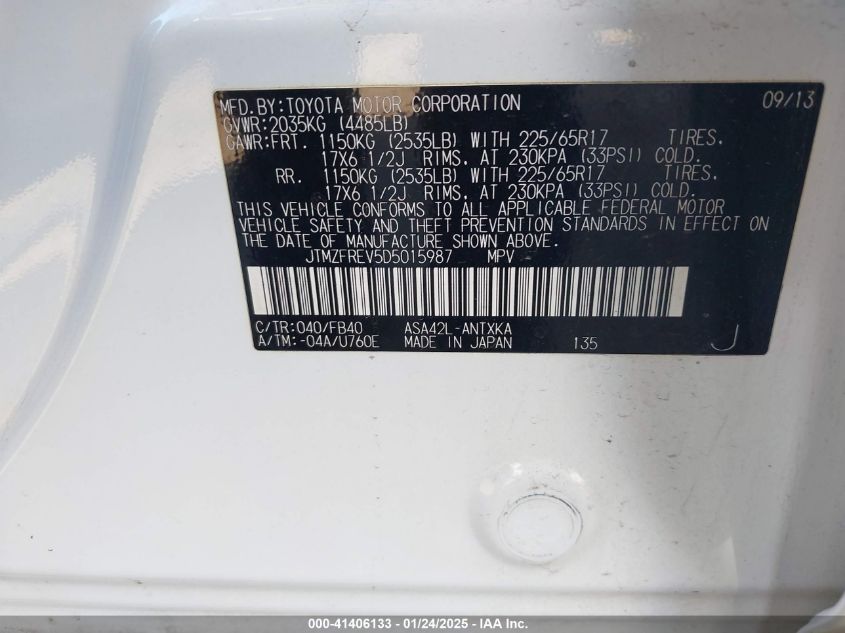 MFD.BY:TOYOTA MOTOR CORPORATION 09/13
GVWR:2035KG (4485LB)
GAWR:FRT. 1150KG (2535LB) WITH 225/65R17 TIRES,
17X6 1/2J RIMS, AT 230KPA (33PSI) COLD.
RR. 1150KG (2535LB) WITH 225/65R17 TIRES,
17X6 1/2J RIMS, AT 230KPA (33PSI) COLD.
THIS VEHICLE CONFORMS TO ALL APPLICABLE FEDERAL MOTOR
VEHICLE SAFETY AND THEFT PREVENTION STANDARDS IN EFFECT ON
THE DATE OF MANUFACTURE SHOWN ABOVE.
JTMZFREV5D5015987 MPV
C/TR:040/FB40 ASA42L-ANTXKA
A/TM:-04A/U760E MADE IN JAPAN 135 J
000-41406133 - 01/24/2025 - IAA Inc.